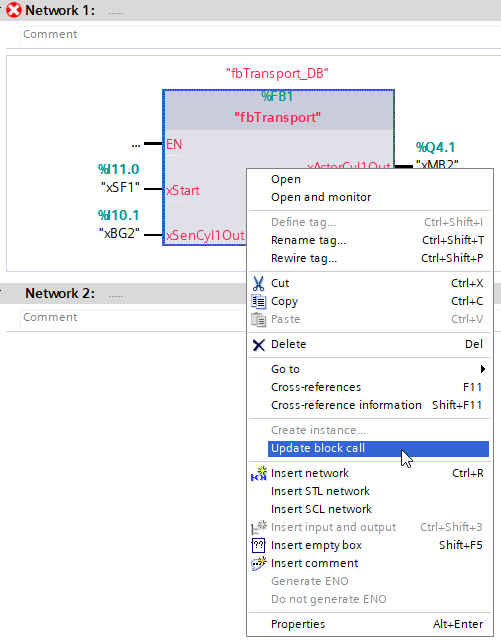 Network 1: .....
Comment
"fbTransport_DB"
%FB1
"fbTransport"
... EN
%I11.0
"xSF1" xStart
%I10.1
"xBG2" xSenCyl1Out
xActorCyl1Out
%Q4.1
"xMB2"
Network 2: .....
Comment
Open
Open and monitor
Define tag... Ctrl+Shift+I
Rename tag... Ctrl+Shift+T
Rewire tag... Ctrl+Shift+P
Cut Ctrl+X
Copy Ctrl+C
Paste Ctrl+V
Delete Del
Go to
Cross-references F11
Cross-reference information Shift+F11
Create instance...
Update block call
Insert network Ctrl+R
Insert STL network
Insert SCL network
Insert input and output Ctrl+Shift+3
Insert empty box Shift+F5
Insert comment
Generate ENO
Do not generate ENO
Properties Alt+Enter